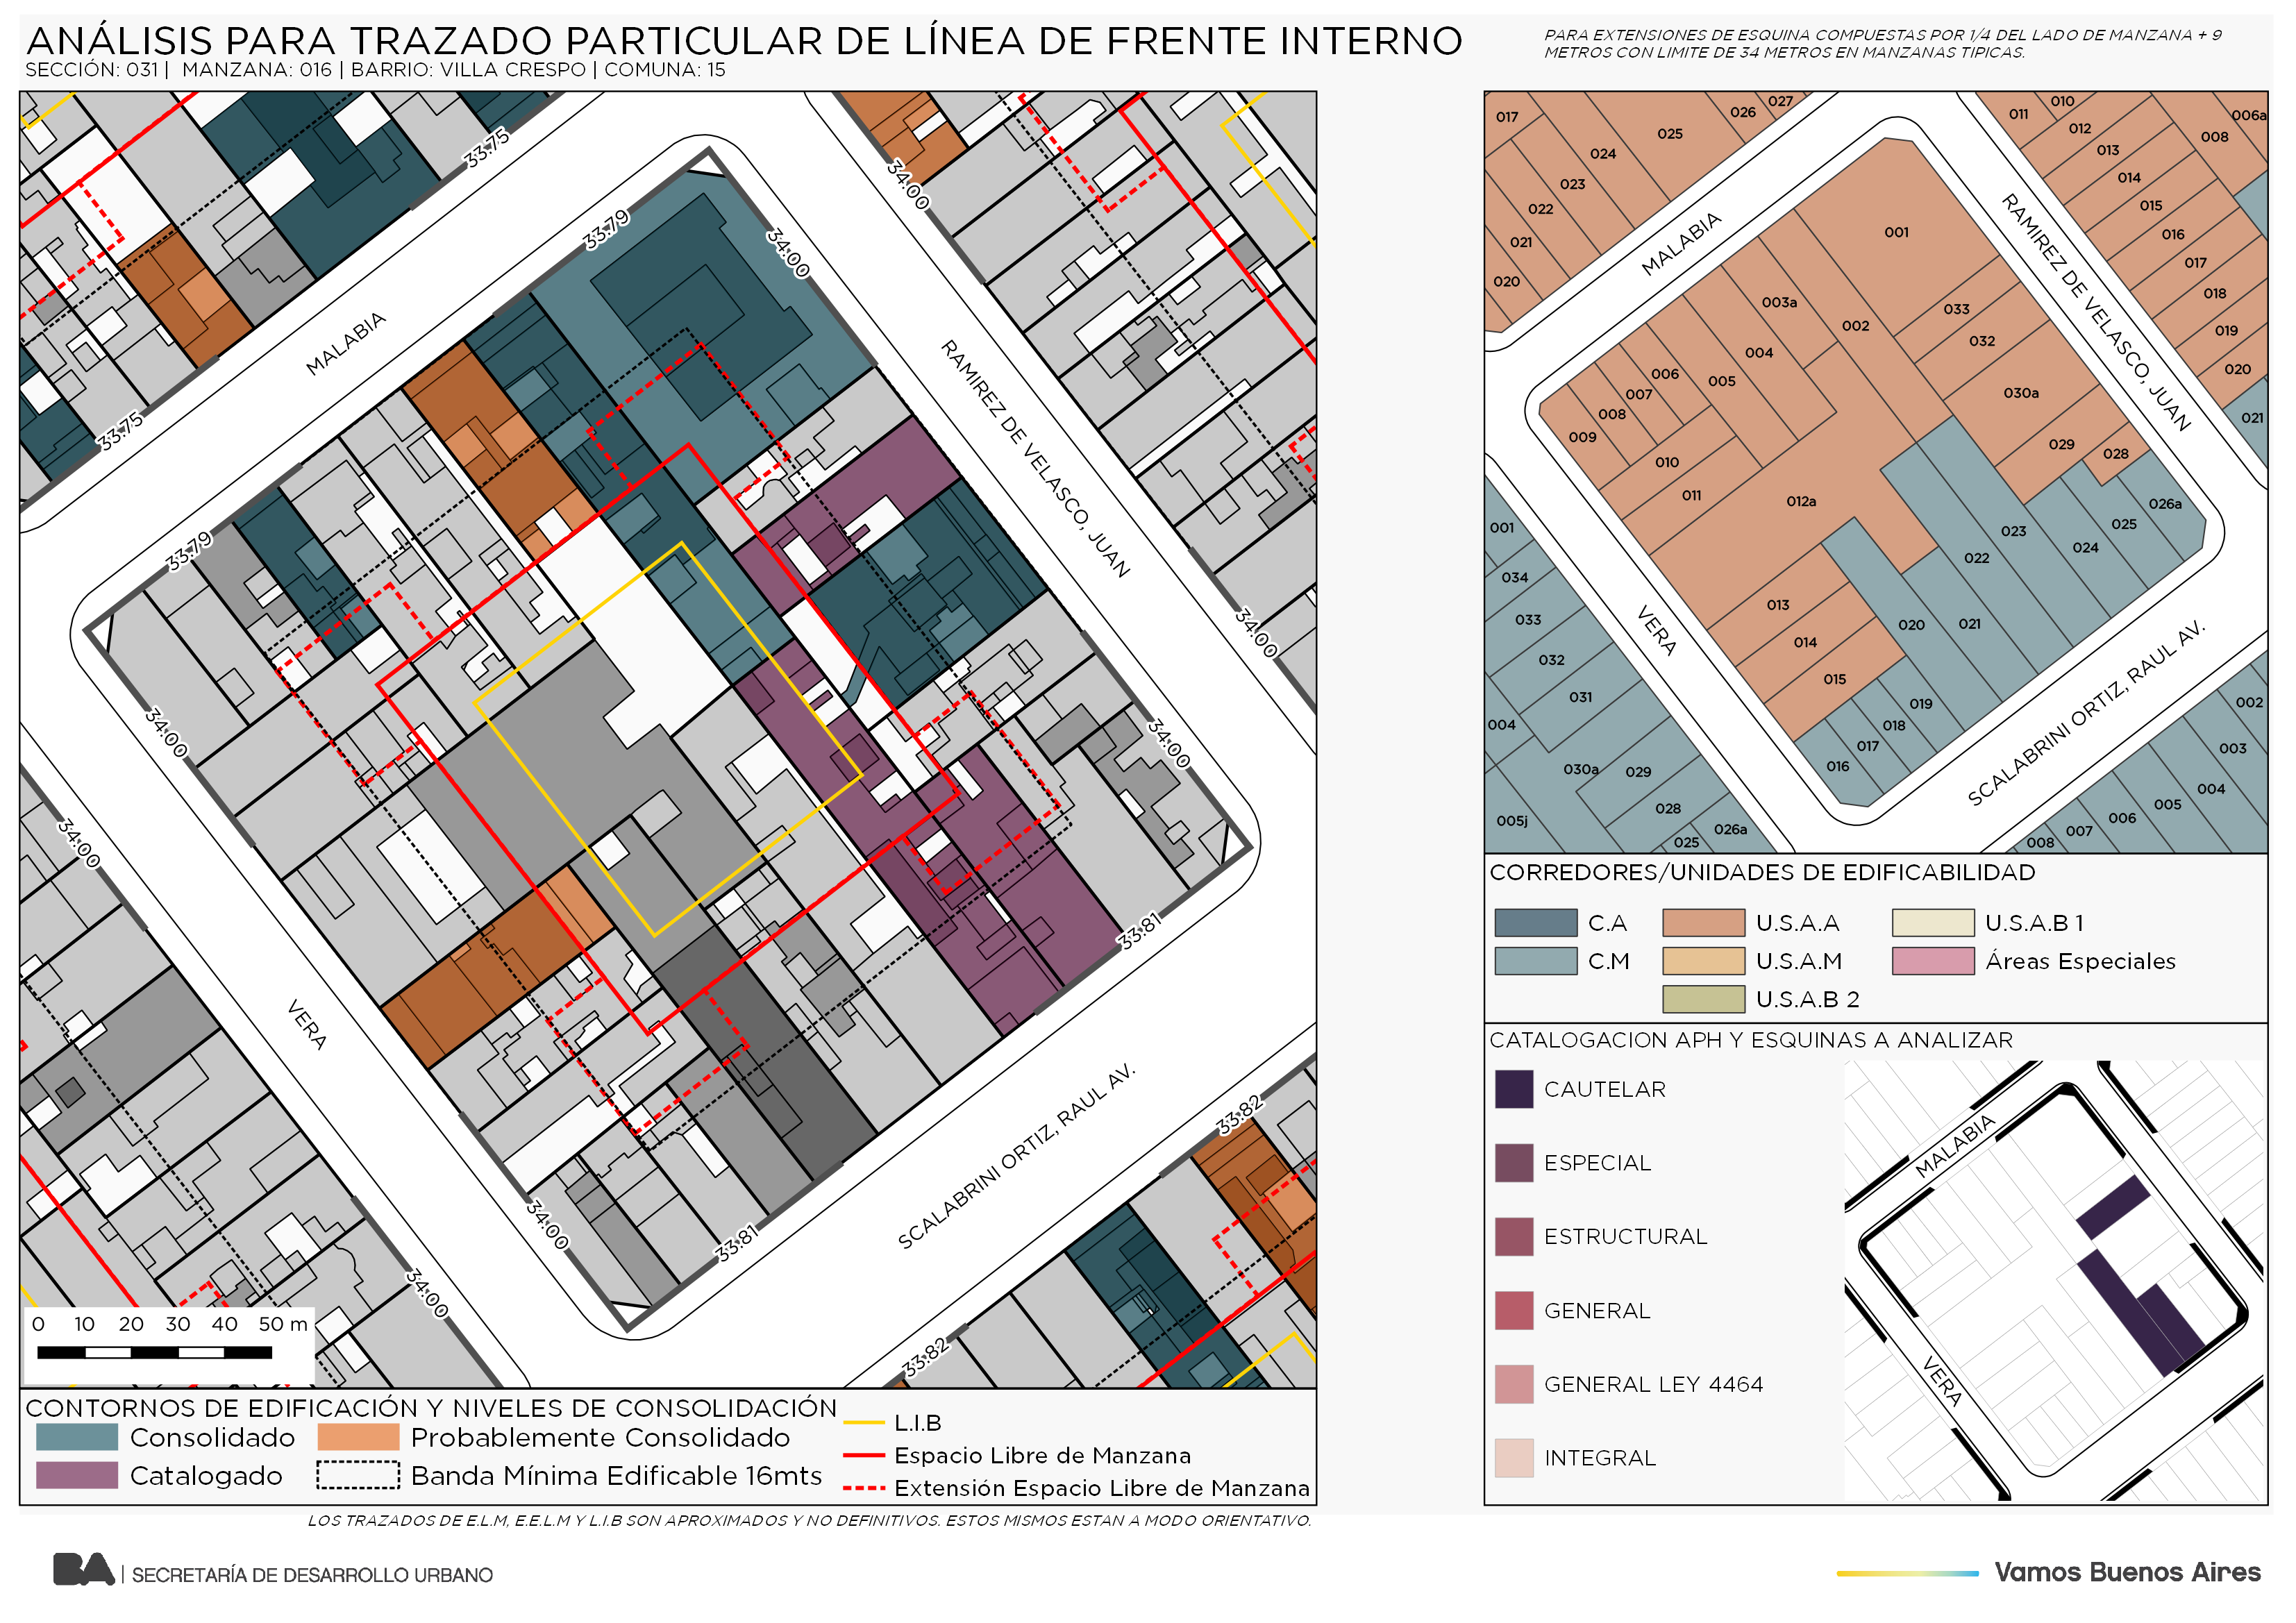 ANÁLISIS PARA TRAZADO PARTICULAR DE LÍNEA DE FRENTE INTERNO
SECCIÓN: 031 | MANZANA: 016 | BARRIO: VILLA CRESPO | COMUNA: 15
PARA EXTENSIONES DE ESQUINA COMPUESTAS POR 1/4 DEL LADO DE MANZANA + 9
METROS CON LIMITE DE 34 METROS EN MANZANAS TIPICAS.
33.75
33.75
33.79
33.79
34.00
34.00
MALABIA
RAMIREZ DE VELASCO, JUAN
34.00
34.00
34.00
34.00
VERA
34.00
34.00
33.81
33.81
SCALABRINI ORTIZ, RAUL AV.
33.82
33.82
0 10 20 30 40 50 m
CONTORNOS DE EDIFICACIÓN Y NIVELES DE CONSOLIDACIÓN
Consolidado
Probablemente Consolidado
Catalogado
Banda Mínima Edificable 16mts
L.I.B
Espacio Libre de Manzana
Extensión Espacio Libre de Manzana
LOS TRAZADOS DE E.L.M, E.E.L.M Y L.I.B SON APROXIMADOS Y NO DEFINITIVOS. ESTOS MISMOS ESTAN A MODO ORIENTATIVO.
017
025
026
027
024
023
022
021
020
011
010
006a
012
008
013
014
015
016
017
018
019
020
021
MALABIA
RAMIREZ DE VELASCO, JUAN
001
003a
002
033
032
004
005
006
007
008
009
030a
029
028
010
011
012a
026a
025
024
023
022
021
020
013
014
015
019
018
017
016
VERA
SCALABRINI ORTIZ, RAUL AV.
001
034
033
032
031
004
030a
029
028
005j
026a
025
002
003
004
005
006
007
008
CORREDORES/UNIDADES DE EDIFICABILIDAD
C.A
U.S.A.A
U.S.A.B 1
C.M
U.S.A.M
Áreas Especiales
U.S.A.B 2
CATALOGACION APH Y ESQUINAS A ANALIZAR
CAUTELAR
ESPECIAL
ESTRUCTURAL
GENERAL
GENERAL LEY 4464
INTEGRAL
MALABIA
VERA
BA | SECRETARÍA DE DESARROLLO URBANO
Vamos Buenos Aires